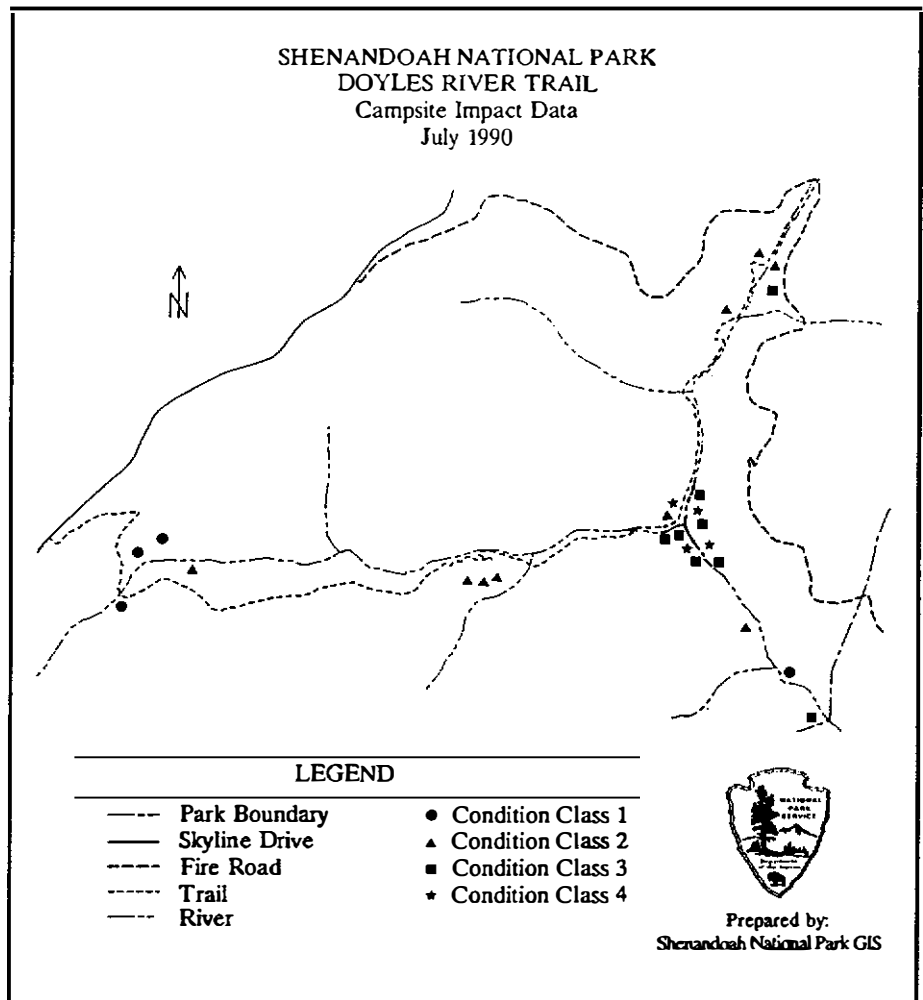 SHENANDOAH NATIONAL PARK
DOYLES RIVER TRAIL
Campsite Impact Data
July 1990
N
LEGEND
Park Boundary
Skyline Drive
Fire Road
Trail
River
Condition Class 1
Condition Class 2
Condition Class 3
Condition Class 4
NATIONAL
PARK
SERVICE
Prepared by:
Shenandoah National Park GIS